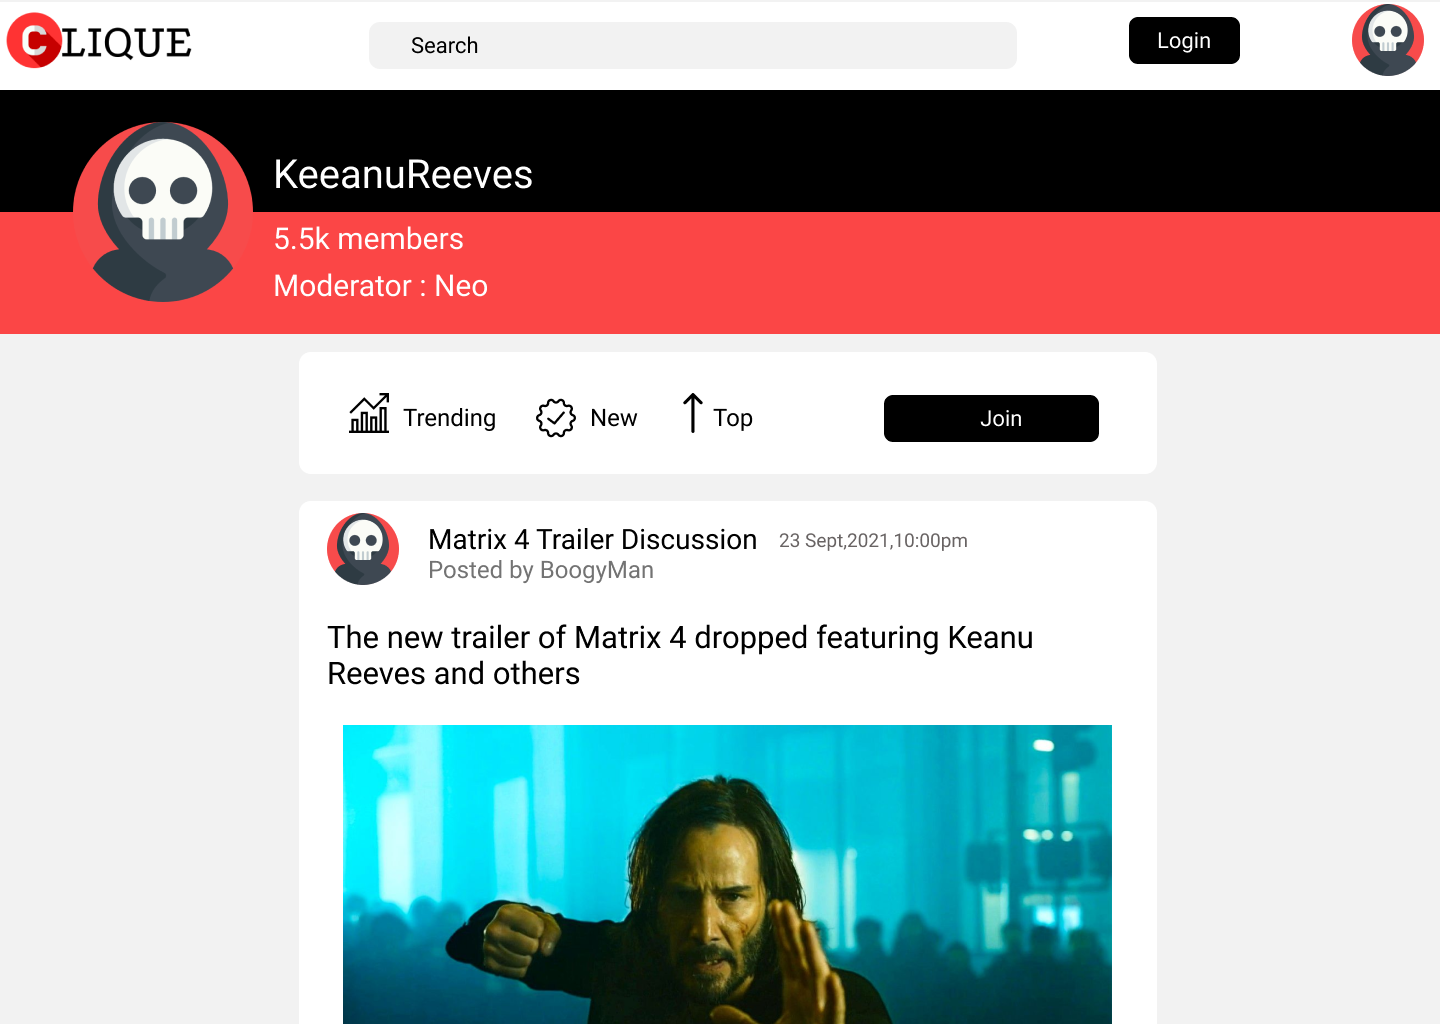 CLIQUE
Search
Login
KeeanuReeves
5.5k members
Moderator : Neo
Trending
New
Top
Join
Matrix 4 Trailer Discussion
23 Sept,2021,10:00pm
Posted by BoogyMan
The new trailer of Matrix 4 dropped featuring Keanu
Reeves and others